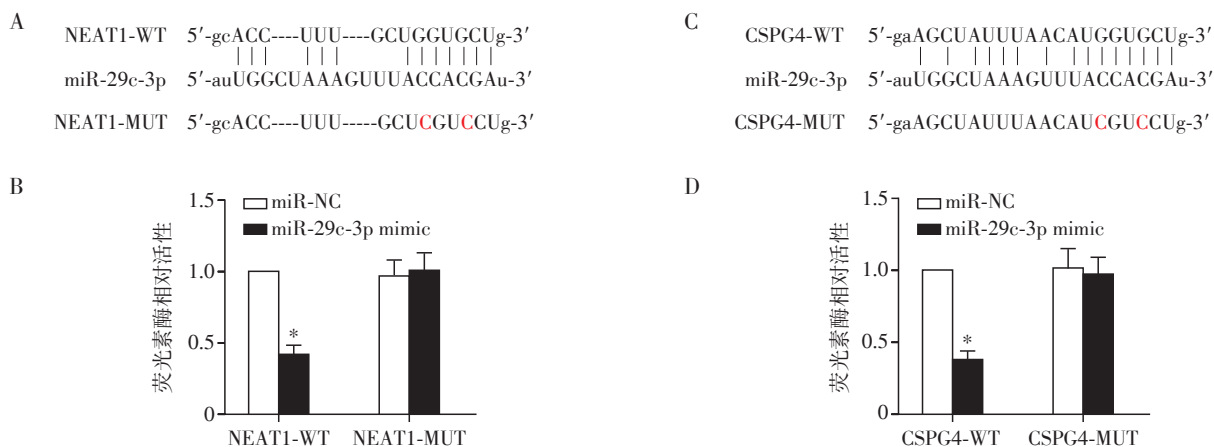 A
NEAT1-WT 5′-gcACC----UUU----GCUGGUGCUg-3′
miR-29c-3p 5′-auUGGCUAAAGUUUACCACGAu-3′
NEAT1-MUT 5′-gcACC----UUU-----GCUCGUCCUg-3′
B
1.5
1.0
0.5
0
荧光素酶相对活性
miR-NC
miR-29c-3p mimic
*
NEAT1-WT NEAT1-MUT
C
CSPG4-WT 5′-gaAGCUAUUUAACAUGGUGCUg-3′
miR-29c-3p 5′-auUGGCUAAAGUUUACCACGAu-3′
CSPG4-MUT 5′-gaAGCUAUUUAACAUCGUCCUg-3′
D
1.5
1.0
0.5
0
荧光素酶相对活性
miR-NC
miR-29c-3p mimic
*
CSPG4-WT CSPG4-MUT